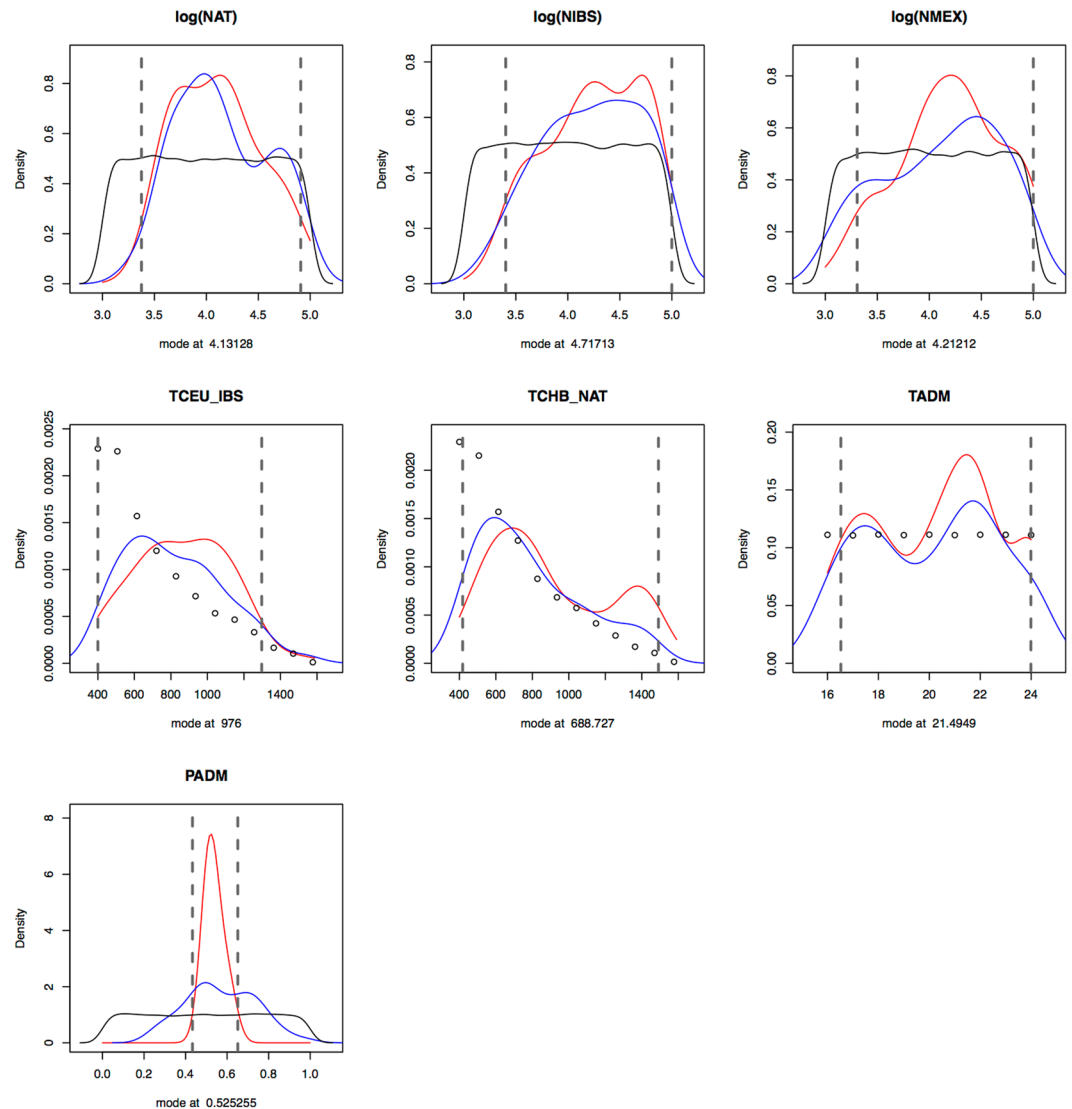 log(NAT)
log(NIBS)
log(NMEX)
Density
0.0 0.2 0.4 0.6 0.8
3.0 3.5 4.0 4.5 5.0
mode at 4.13128
Density
0.0 0.2 0.4 0.6 0.8
3.0 3.5 4.0 4.5 5.0
mode at 4.71713
Density
0.0 0.2 0.4 0.6 0.8
3.0 3.5 4.0 4.5 5.0
mode at 4.21212
TCEU_IBS
TCHB_NAT
TADM
Density
0.0000 0.0005 0.0010 0.0015 0.0020 0.0025
400 600 800 1000 1400
mode at 976
Density
0.0000 0.0005 0.0010 0.0015 0.0020
400 600 800 1000 1400
mode at 688.727
Density
0.00 0.05 0.10 0.15 0.20
16 18 20 22 24
mode at 21.4949
PADM
Density
0 2 4 6 8
0.0 0.2 0.4 0.6 0.8 1.0
mode at 0.525255